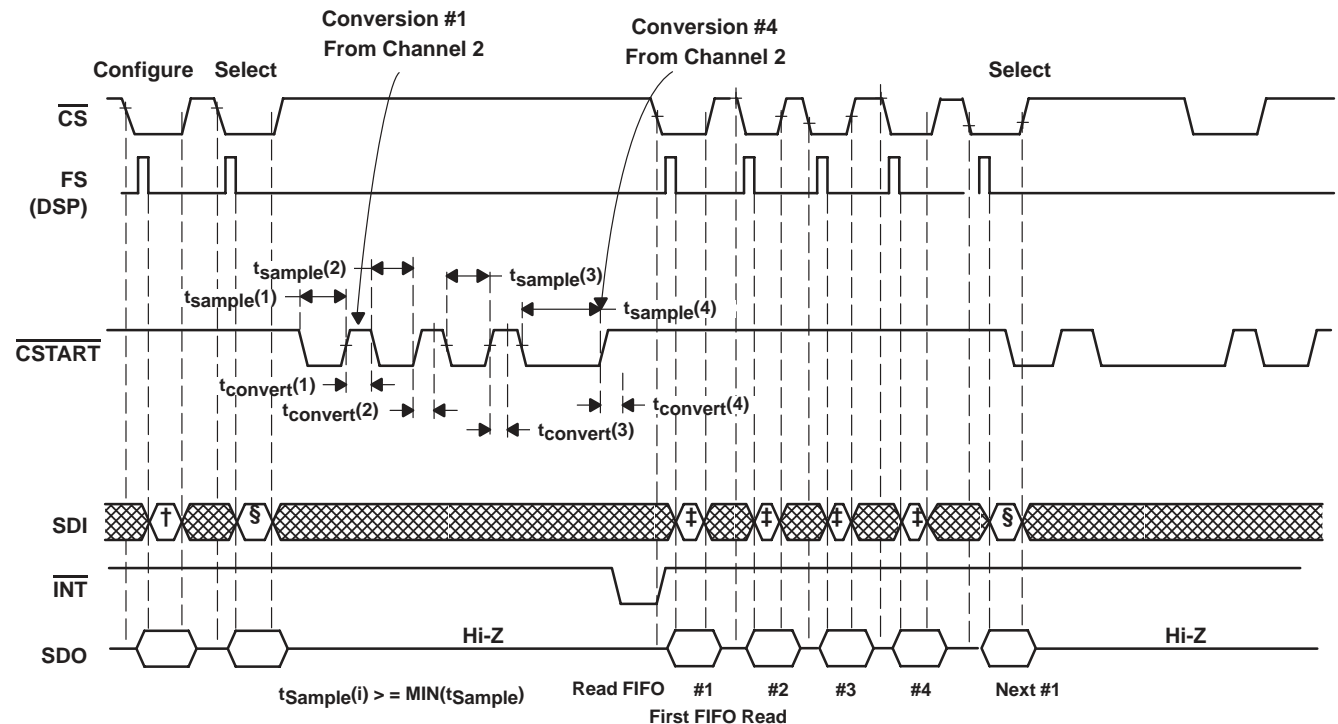 Conversion #1
From Channel 2
Conversion #4
From Channel 2
Configure
Select
Select
CS
FS
(DSP)
tsample(2)
tsample(3)
tsample(1)
tsample(4)
CSTART
tconvert(1)
tconvert(2)
tconvert(4)
tconvert(3)
SDI
†
§
‡
‡
‡
‡
§
INT
Hi-Z
Hi-Z
SDO
tSample(i) > = MIN(tSample)
Read FIFO
#1
#2
#3
#4
Next #1
First FIFO Read